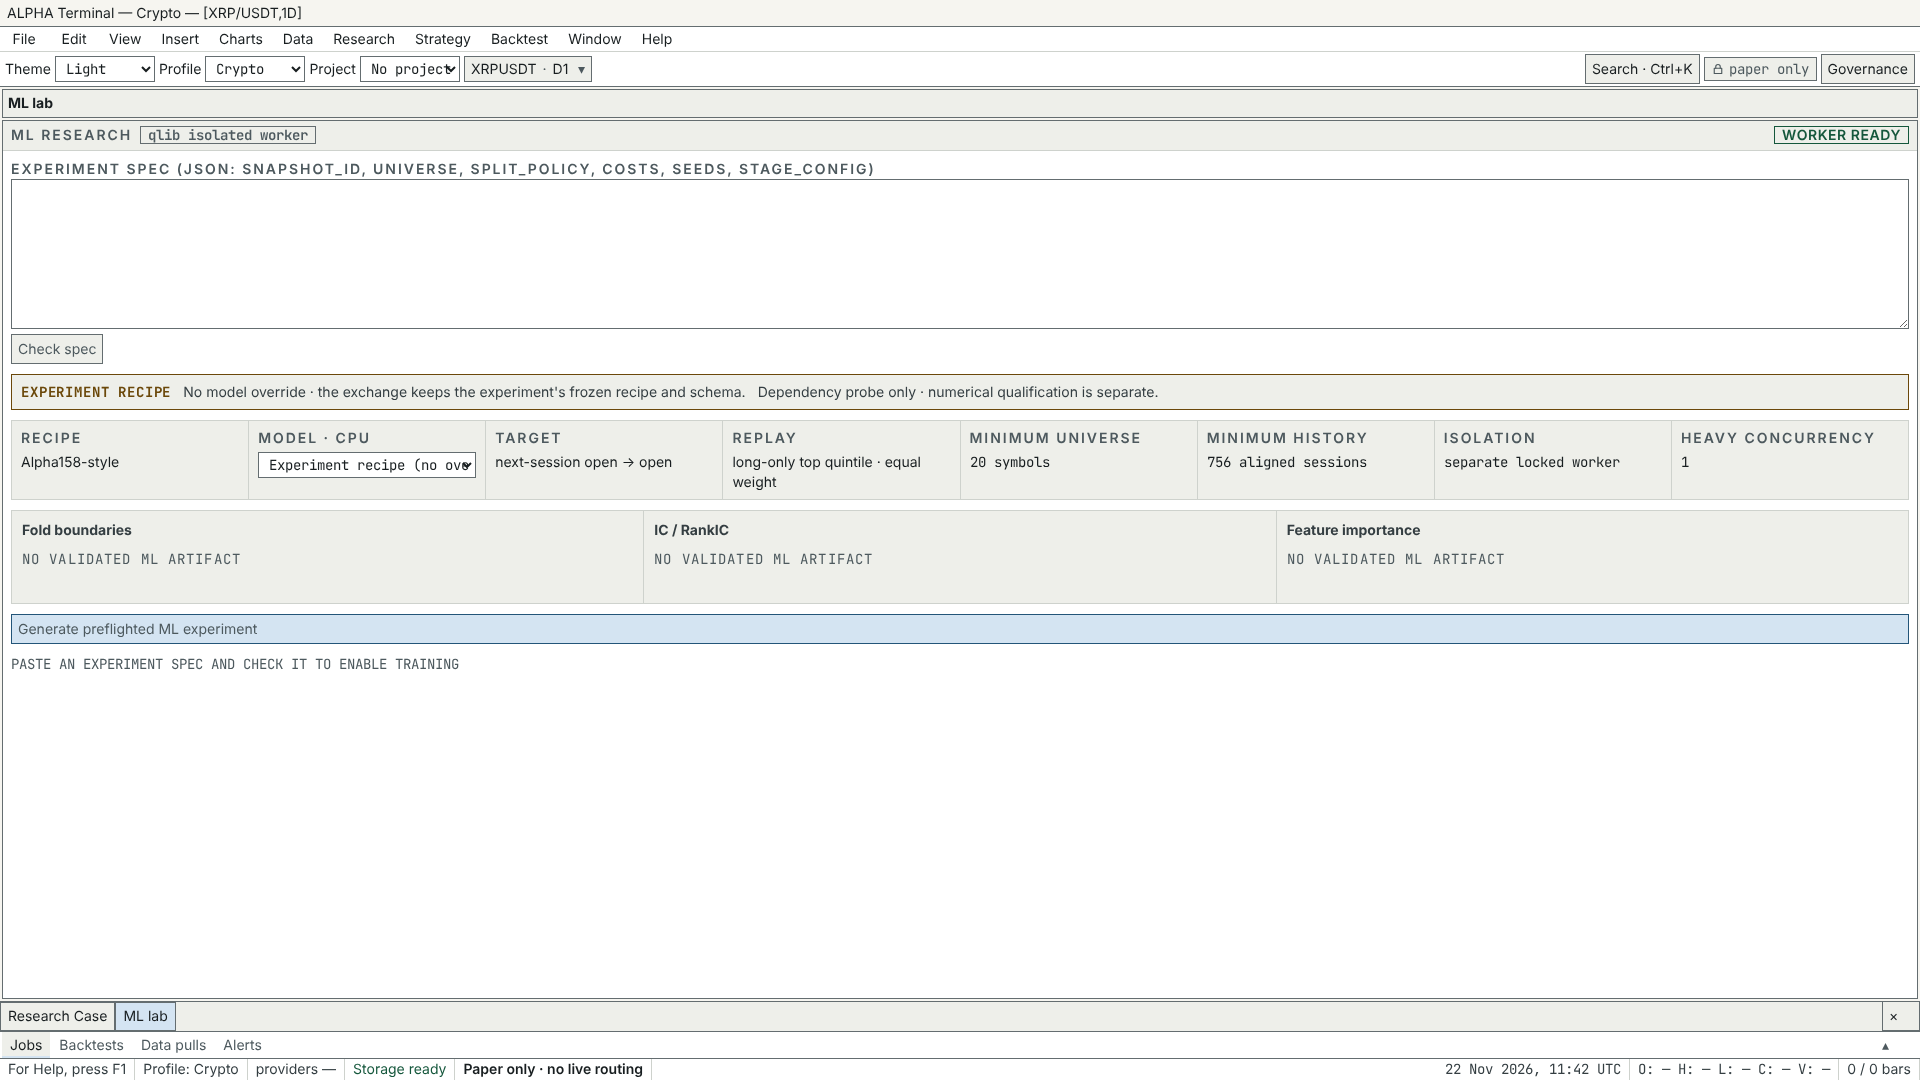 ALPHA Terminal — Crypto — [XRP/USDT,1D]
File Edit View Insert Charts Data Research Strategy Backtest Window Help
Theme Light Profile Crypto Project No project XRPUSDT · D1 ▾ Search · Ctrl+K paper only Governance
ML lab
ML RESEARCH qlib isolated worker WORKER READY
EXPERIMENT SPEC (JSON: SNAPSHOT_ID, UNIVERSE, SPLIT_POLICY, COSTS, SEEDS, STAGE_CONFIG)
Check spec
EXPERIMENT RECIPE No model override · the exchange keeps the experiment's frozen recipe and schema. Dependency probe only · numerical qualification is separate.
RECIPE MODEL · CPU TARGET REPLAY MINIMUM UNIVERSE MINIMUM HISTORY ISOLATION HEAVY CONCURRENCY
Alpha158-style Experiment recipe (no ove next-session open → open long-only top quintile · equal 20 symbols 756 aligned sessions separate locked worker 1
weight
Fold boundaries IC / RankIC Feature importance
NO VALIDATED ML ARTIFACT NO VALIDATED ML ARTIFACT NO VALIDATED ML ARTIFACT
Generate preflighted ML experiment
PASTE AN EXPERIMENT SPEC AND CHECK IT TO ENABLE TRAINING
Research Case ML lab ×
Jobs Backtests Data pulls Alerts ▲
For Help, press F1 Profile: Crypto providers — Storage ready Paper only · no live routing 22 Nov 2026, 11:42 UTC O: — H: — L: — C: — V: — 0 / 0 bars